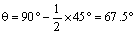 θ = 90° − 1/2 × 45° = 67.5°